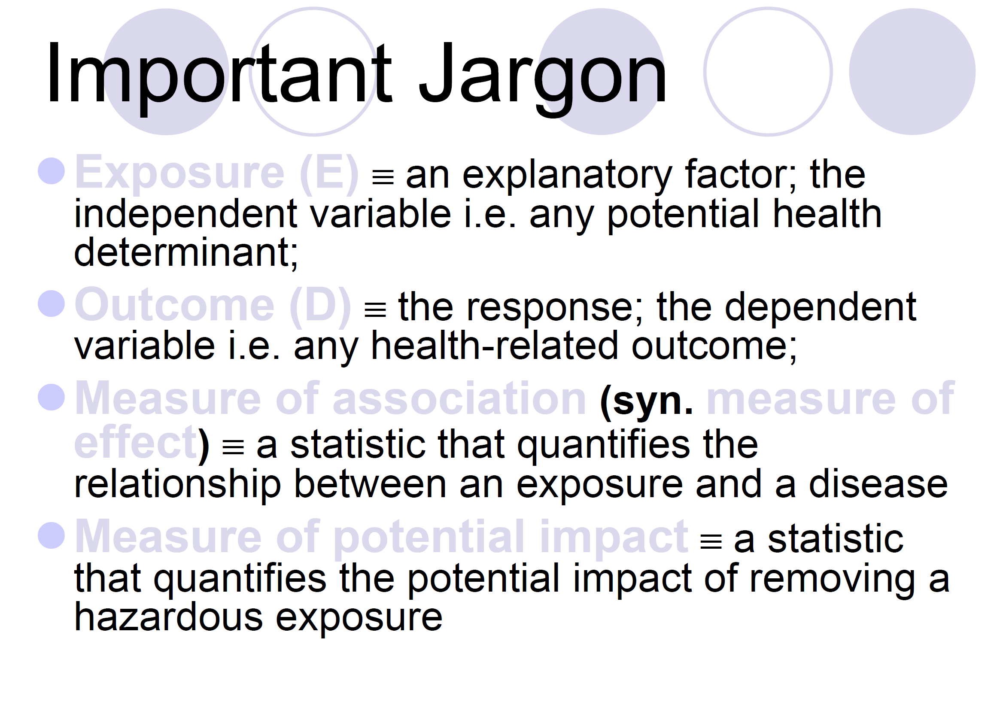 Important Jargon
Exposure (E) ≡ an explanatory factor; the
independent variable i.e. any potential health
determinant;
Outcome (D) ≡ the response; the dependent
variable i.e. any health-related outcome;
Measure of association (syn. measure of
effect) ≡ a statistic that quantifies the
relationship between an exposure and a disease
Measure of potential impact ≡ a statistic
that quantifies the potential impact of removing a
hazardous exposure